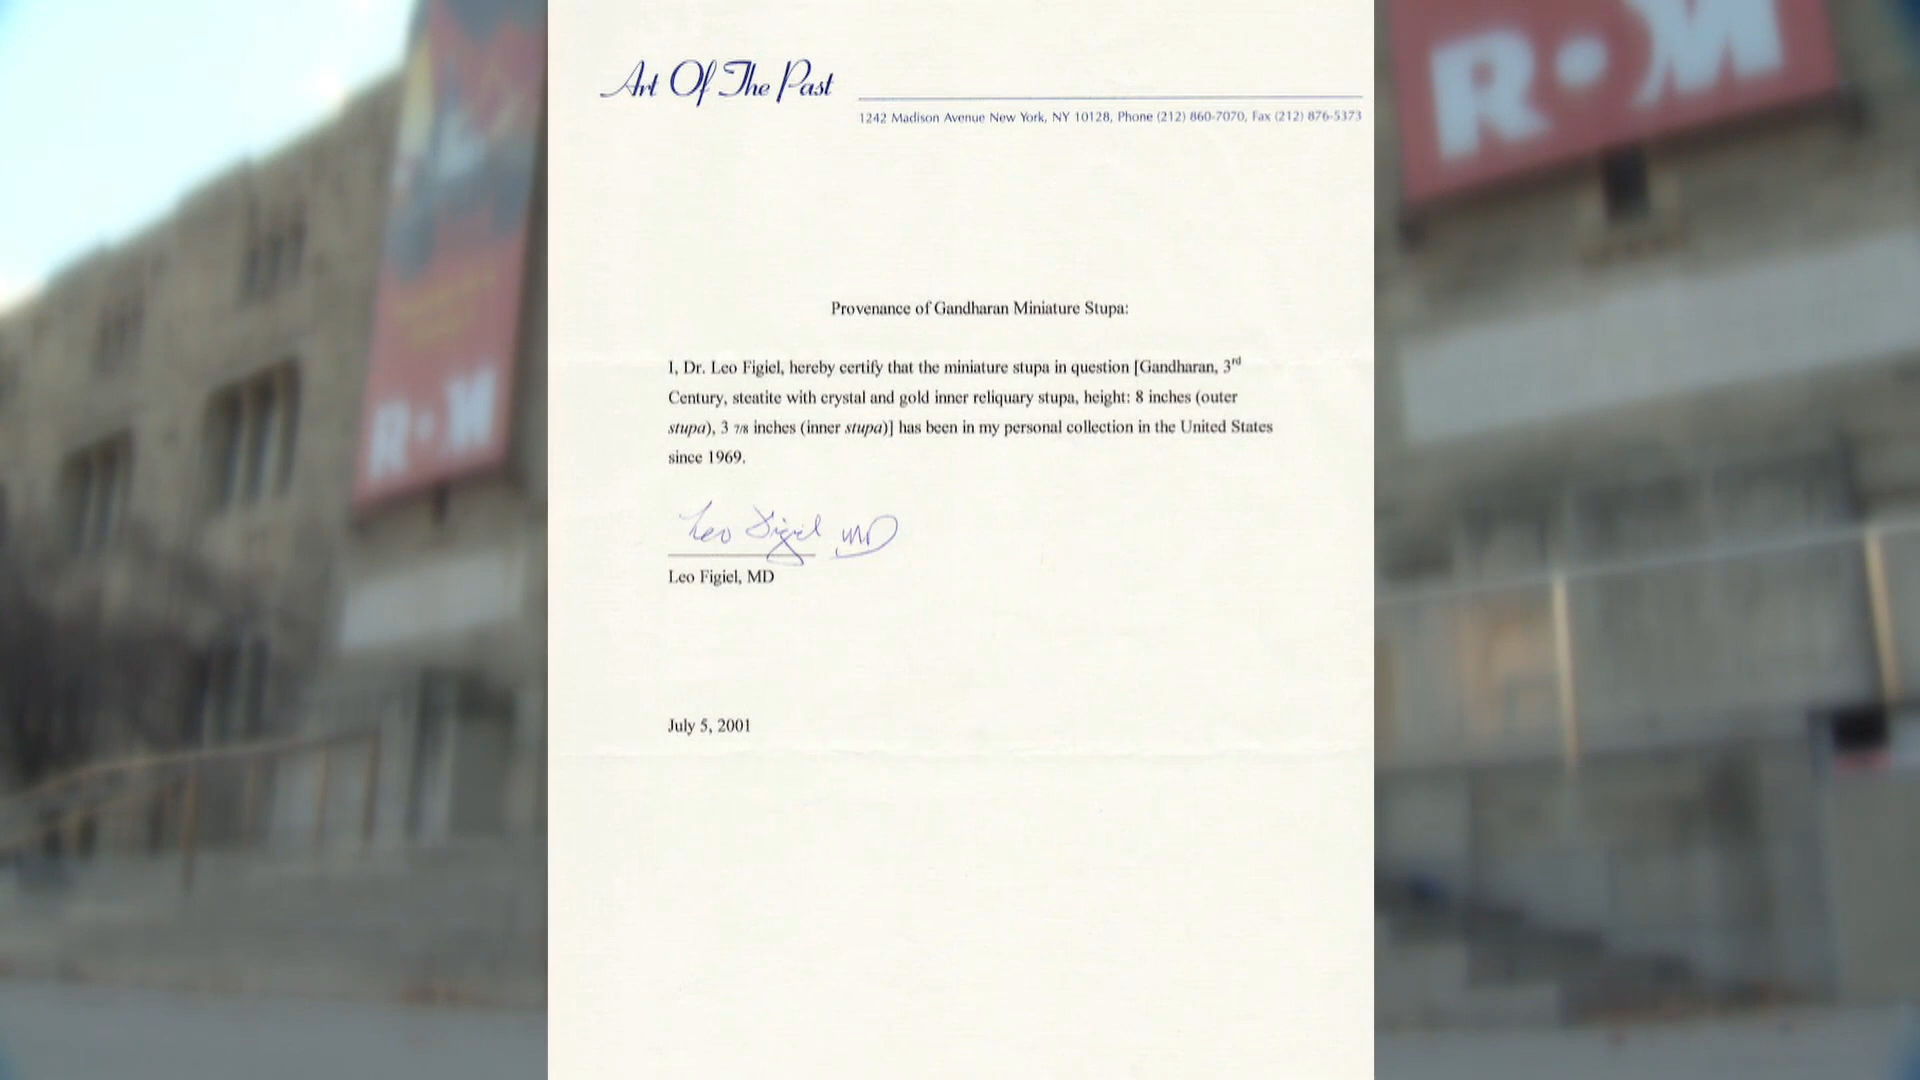 Art Of The Past
1242 Madison Avenue New York, NY 10128, Phone (212) 860-7070, Fax (212) 876-5373
Provenance of Gandharan Miniature Stupa:
I, Dr. Leo Figiel, hereby certify that the miniature stupa in question [Gandharan, 3rd
Century, steatite with crystal and gold inner reliquary stupa, height: 8 inches (outer
stupa), 3 7/8 inches (inner stupa)] has been in my personal collection in the United States
since 1969.
Leo Figiel MD
Leo Figiel, MD
July 5, 2001
R•M
R•M